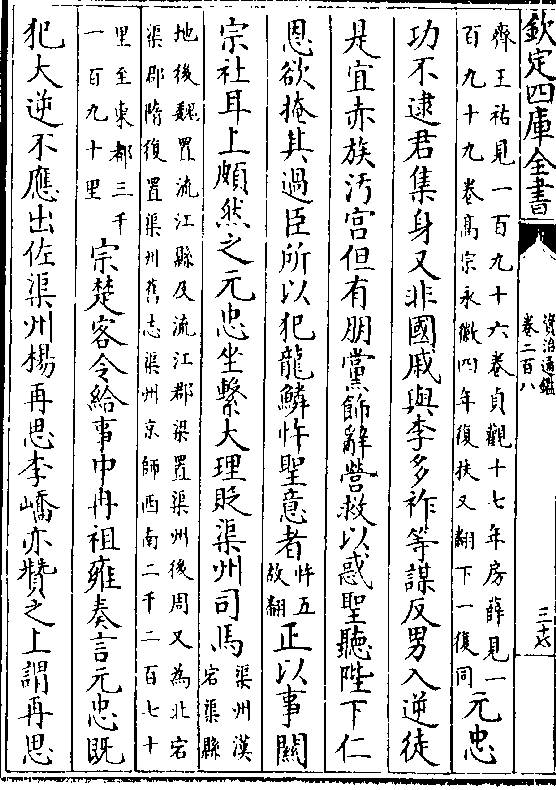 欽定四庫全書
資治通鑑
卷二百八
三十六
齊王祐見一百九十六卷貞觀十七年房薛見一
百九十九卷高宗永徽四年復扶又翻下一復同
元忠
功不逮君集身又非國戚與李多祚等謀反男入逆徒
是宜赤族汚宫但有朋黨飾辭營救以惑聖聽陛下仁
恩欲掩其過臣所以犯龍鱗忤聖意者
忤五
故翻
正以事關
宗社耳上頗然之元忠坐繫大理貶渠州司馬
渠州漢
宕渠縣
地後魏置流江縣及流江郡梁置渠州後周又為北宕
渠郡隋復置渠州舊志渠州京師西南二千二百七十
里至東都三千
一百九十里
宗楚客令給事中冉祖雍奏言元忠既
犯大逆不應出佐渠州楊再思李嶠亦贊之上謂再思